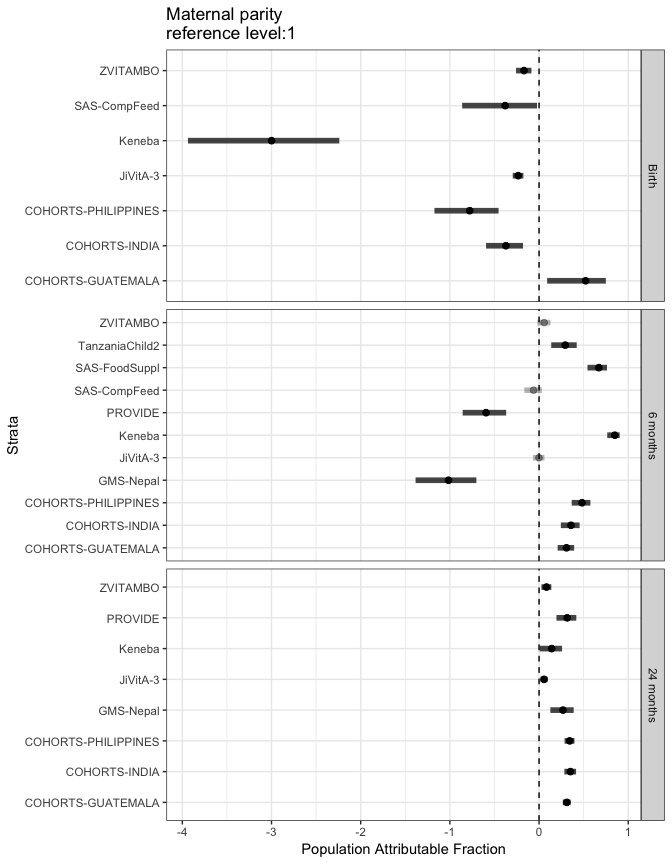 Maternal parity
reference level:1
Strata
ZVITAMBO
SAS-CompFeed
Keneba
JiVitA-3
COHORTS-PHILIPPINES
COHORTS-INDIA
COHORTS-GUATEMALA
Birth
ZVITAMBO
TanzaniaChild2
SAS-FoodSuppl
SAS-CompFeed
PROVIDE
Keneba
JiVitA-3
GMS-Nepal
COHORTS-PHILIPPINES
COHORTS-INDIA
COHORTS-GUATEMALA
6 months
ZVITAMBO
PROVIDE
Keneba
JiVitA-3
GMS-Nepal
COHORTS-PHILIPPINES
COHORTS-INDIA
COHORTS-GUATEMALA
24 months
-4 -3 -2 -1 0 1
Population Attributable Fraction